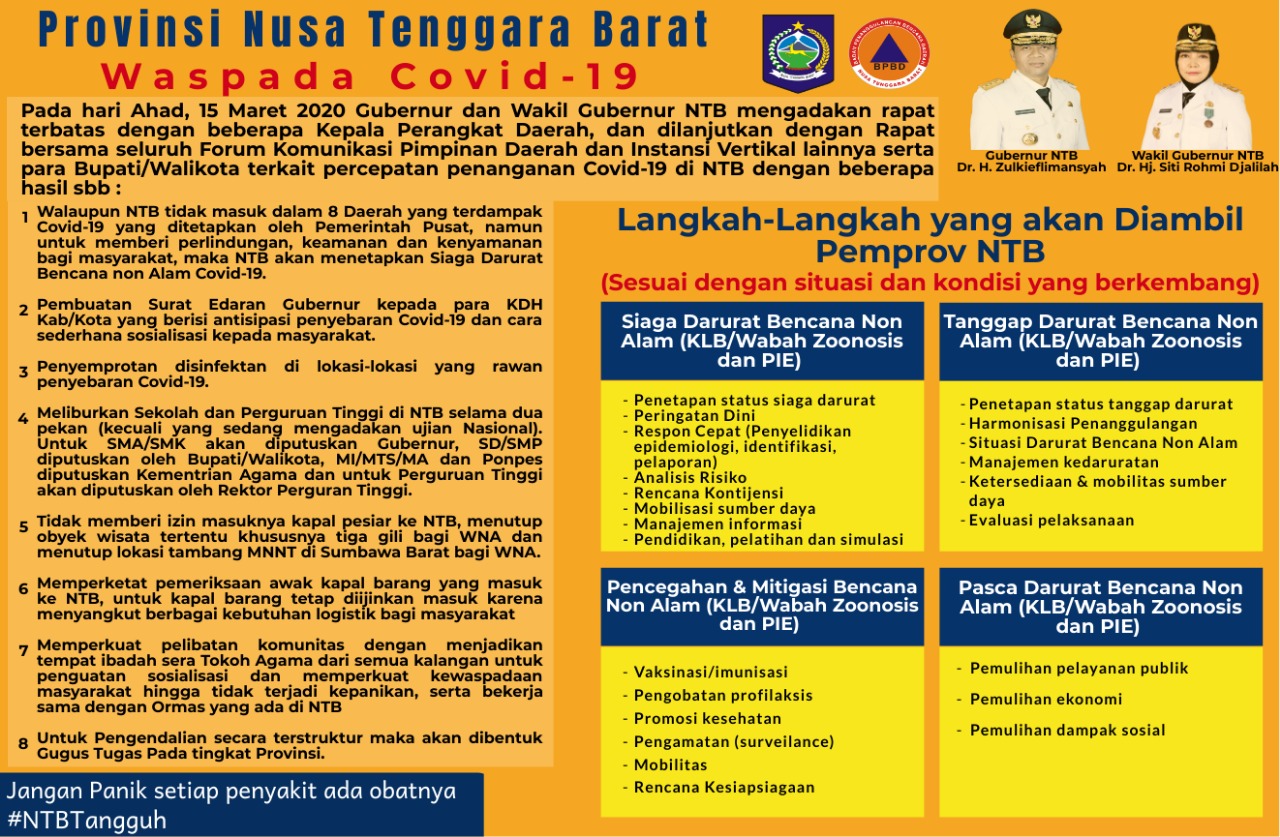 Provinsi Nusa Tenggara Barat
Waspada Covid-19
BADAN PENANGGULANGAN BENCANA DAERAH
BPBD
NUSA TENGGARA BARAT
Gubernur NTB
Dr. H. Zulkieflimansyah
Wakil Gubernur NTB
Dr. Hj. Siti Rohmi Djalilah
Pada hari Ahad, 15 Maret 2020 Gubernur dan Wakil Gubernur NTB mengadakan rapat
terbatas dengan beberapa Kepala Perangkat Daerah, dan dilanjutkan dengan Rapat
bersama seluruh Forum Komunikasi Pimpinan Daerah dan Instansi Vertikal lainnya serta
para Bupati/Walikota terkait percepatan penanganan Covid-19 di NTB dengan beberapa
hasil sbb :
1 Walaupun NTB tidak masuk dalam 8 Daerah yang terdampak
Covid-19 yang ditetapkan oleh Pemerintah Pusat, namun
untuk memberi perlindungan, keamanan dan kenyamanan
bagi masyarakat, maka NTB akan menetapkan Siaga Darurat
Bencana non Alam Covid-19.
2 Pembuatan Surat Edaran Gubernur kepada para KDH
Kab/Kota yang berisi antisipasi penyebaran Covid-19 dan cara
sederhana sosialisasi kepada masyarakat.
3 Penyemprotan disinfektan di lokasi-lokasi yang rawan
penyebaran Covid-19.
4 Meliburkan Sekolah dan Perguruan Tinggi di NTB selama dua
pekan (kecuali yang sedang mengadakan ujian Nasional).
Untuk SMA/SMK akan diputuskan Gubernur, SD/SMP
diputuskan oleh Bupati/Walikota, MI/MTS/MA dan Ponpes
diputuskan Kementrian Agama dan untuk Perguruan Tinggi
akan diputuskan oleh Rektor Perguran Tinggi.
5 Tidak memberi izin masuknya kapal pesiar ke NTB, menutup
obyek wisata tertentu khususnya tiga gili bagi WNA dan
menutup lokasi tambang MNNT di Sumbawa Barat bagi WNA.
6 Memperketat pemeriksaan awak kapal barang yang masuk
ke NTB, untuk kapal barang tetap diijinkan masuk karena
menyangkut berbagai kebutuhan logistik bagi masyarakat
7 Memperkuat pelibatan komunitas dengan menjadikan
tempat ibadah sera Tokoh Agama dari semua kalangan untuk
penguatan sosialisasi dan memperkuat kewaspadaan
masyarakat hingga tidak terjadi kepanikan, serta bekerja
sama dengan Ormas yang ada di NTB
8 Untuk Pengendalian secara terstruktur maka akan dibentuk
Gugus Tugas Pada tingkat Provinsi.
Jangan Panik setiap penyakit ada obatnya
#NTBTangguh
Langkah-Langkah yang akan Diambil
Pemprov NTB
(Sesuai dengan situasi dan kondisi yang berkembang)
Siaga Darurat Bencana Non
Alam (KLB/Wabah Zoonosis
dan PIE)
- Penetapan status siaga darurat
- Peringatan Dini
- Respon Cepat (Penyelidikan
epidemiologi, identifikasi,
pelaporan)
- Analisis Risiko
- Rencana Kontijensi
- Mobilisasi sumber daya
- Manajemen informasi
- Pendidikan, pelatihan dan simulasi
Tanggap Darurat Bencana Non
Alam (KLB/Wabah Zoonosis
dan PIE)
- Penetapan status tanggap darurat
- Harmonisasi Penanggulangan
- Situasi Darurat Bencana Non Alam
- Manajemen kedaruratan
- Ketersediaan & mobilitas sumber
daya
- Evaluasi pelaksanaan
Pencegahan & Mitigasi Bencana
Non Alam (KLB/Wabah Zoonosis
dan PIE)
- Vaksinasi/imunisasi
- Pengobatan profilaksis
- Promosi kesehatan
- Pengamatan (surveilance)
- Mobilitas
- Rencana Kesiapsiagaan
Pasca Darurat Bencana Non
Alam (KLB/Wabah Zoonosis
dan PIE)
- Pemulihan pelayanan publik
- Pemulihan ekonomi
- Pemulihan dampak sosial